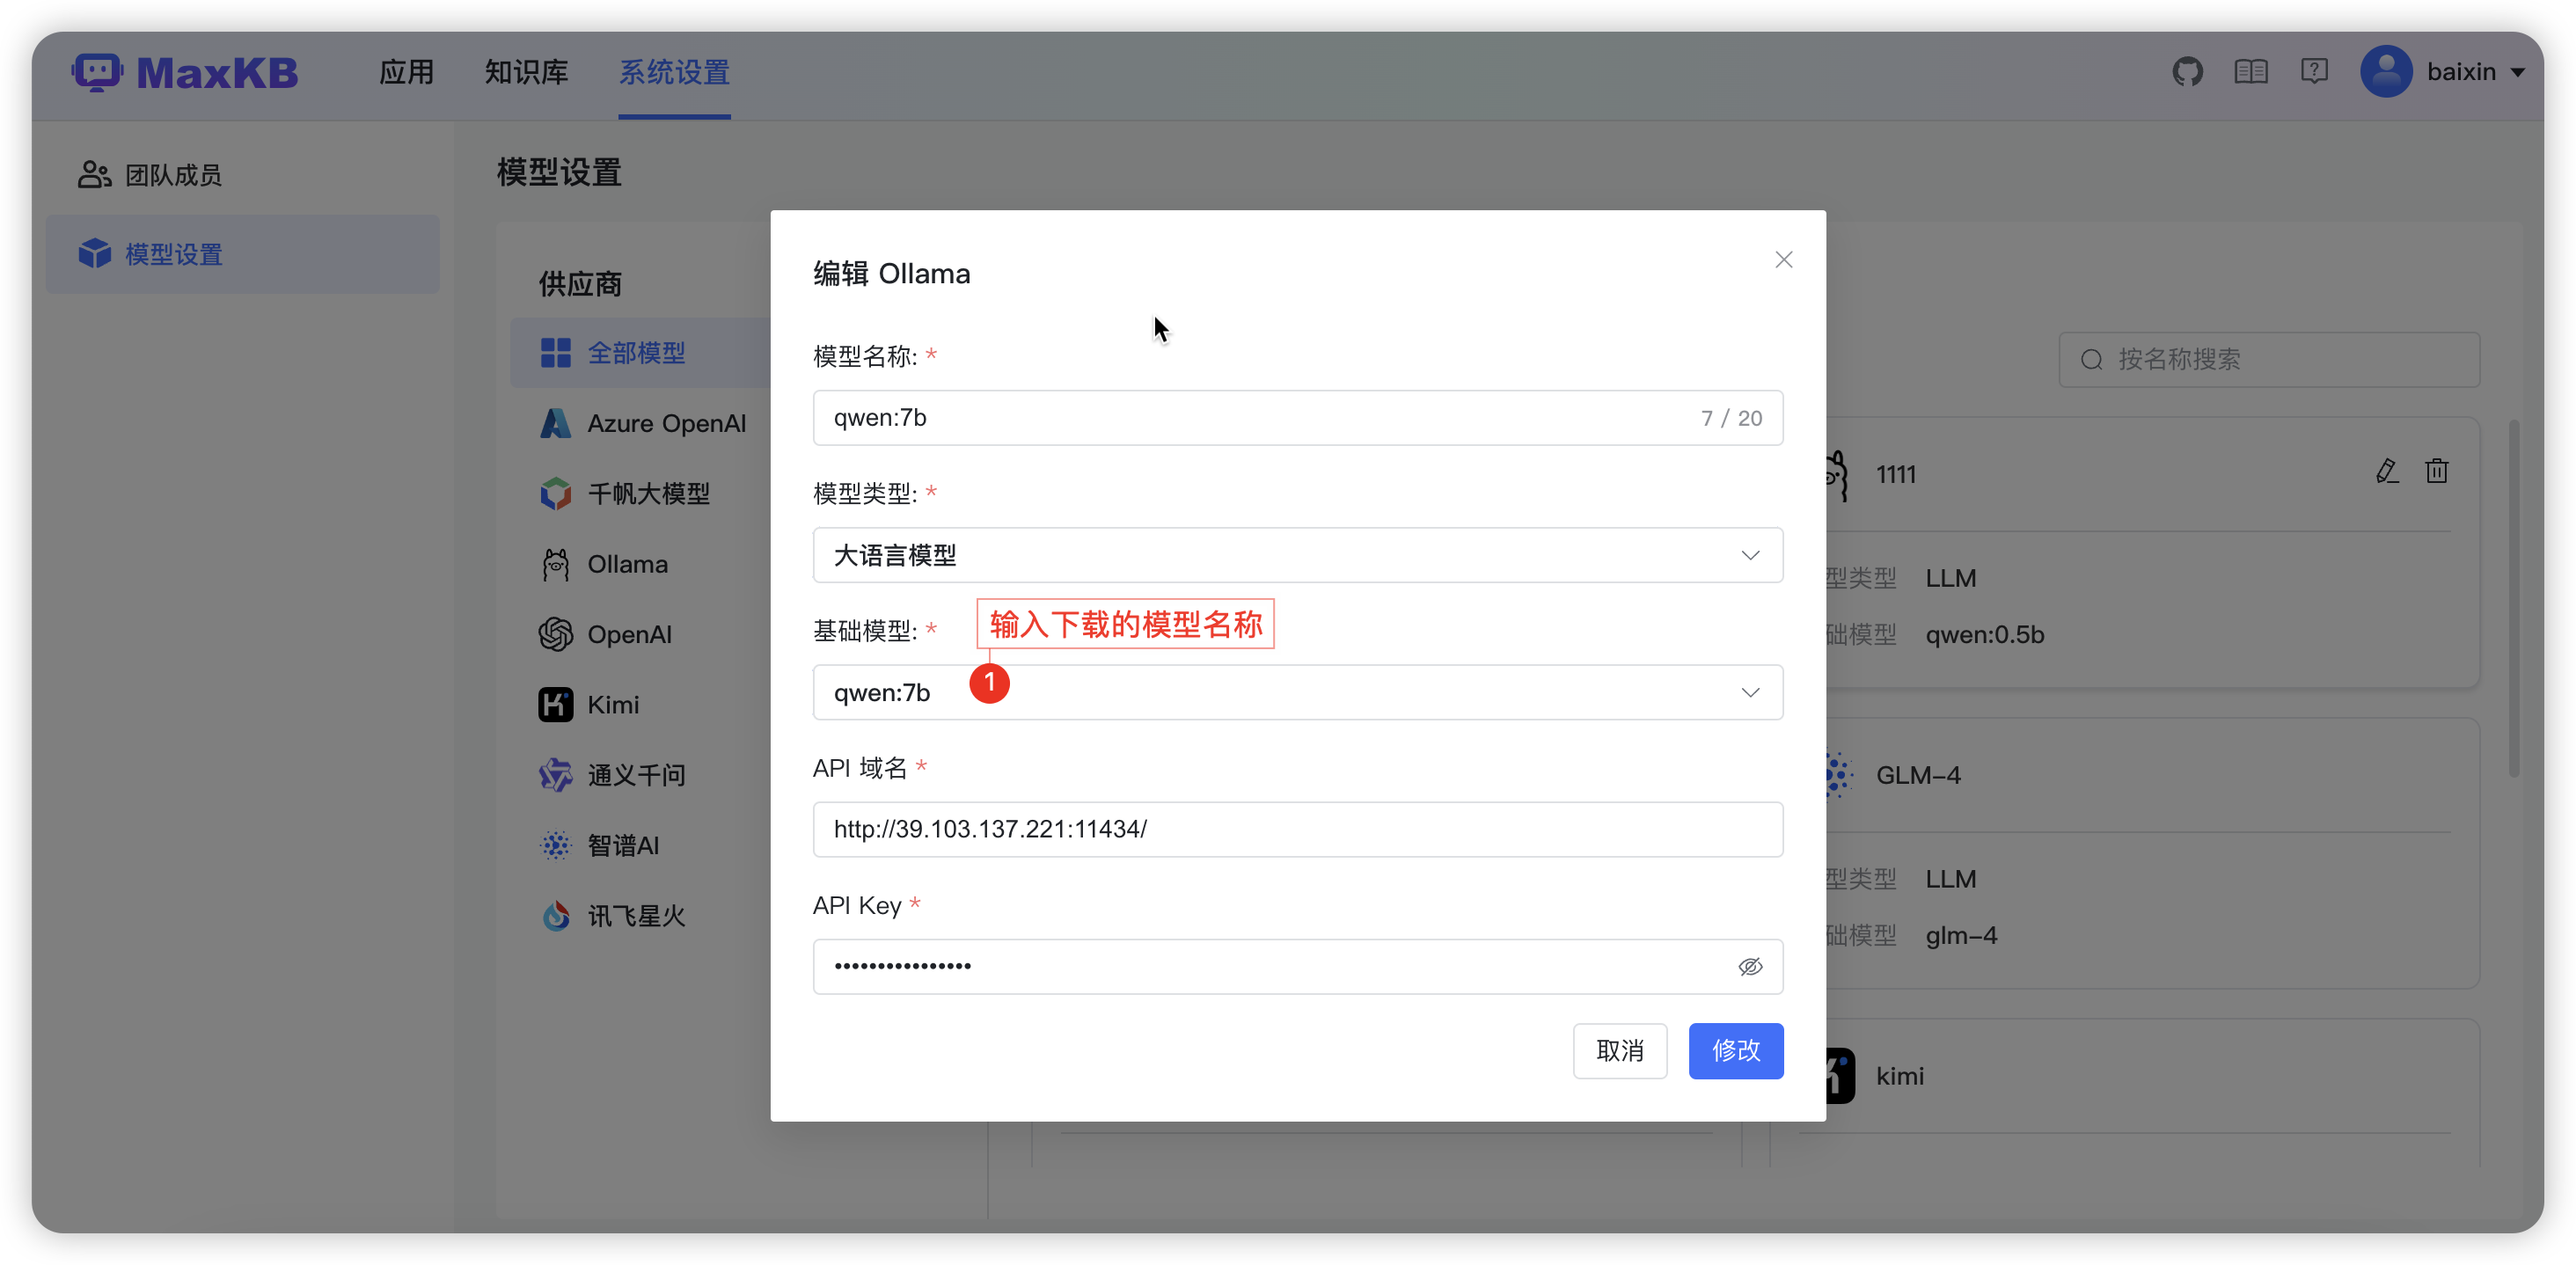 MaxKB
应用
知识库
系统设置
baixin
团队成员
模型设置
模型设置
供应商
全部模型
Azure OpenAI
千帆大模型
Ollama
OpenAI
Kimi
通义千问
智谱AI
讯飞星火
编辑 Ollama
模型名称: *
qwen:7b
7 / 20
模型类型: *
大语言模型
基础模型: *
输入下载的模型名称
1
qwen:7b
API 域名 *
http://39.103.137.221:11434/
API Key *
••••••••••••••••
取消
修改
按名称搜索
1111
型类型 LLM
础模型 qwen:0.5b
GLM-4
型类型 LLM
础模型 glm-4
kimi